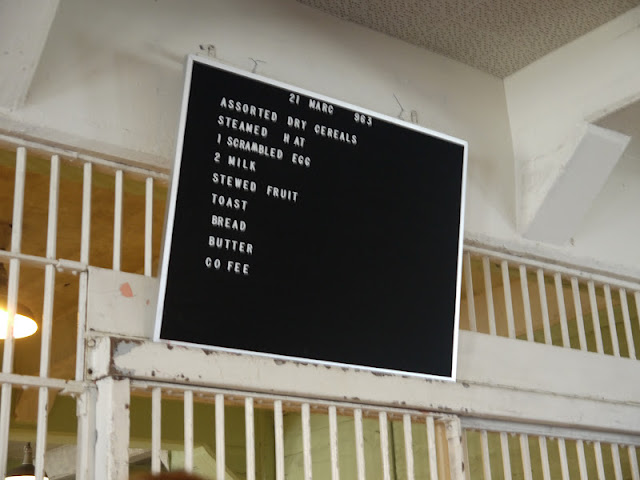 21 MARC 963
ASSORTED DRY CEREALS
STEAMED H AT
1 SCRAMBLED EGG
2 MILK
STEWED FRUIT
TOAST
BREAD
BUTTER
CO FEE